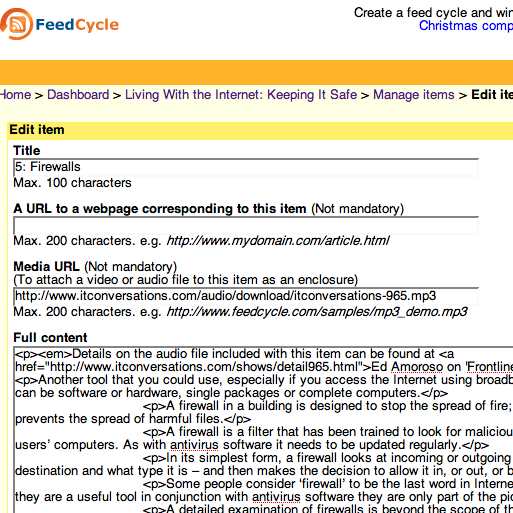 FeedCycle
Create a feed cycle and win
Christmas comp
Home > Dashboard > Living With the Internet: Keeping It Safe > Manage items > Edit ite
Edit item
Title
5: Firewalls
Max. 100 characters
A URL to a webpage corresponding to this item (Not mandatory)
Max. 200 characters. e.g. http://www.mydomain.com/article.html
Media URL (Not mandatory)
(To attach a video or audio file to this item as an enclosure)
http://www.itconversations.com/audio/download/itconversations-965.mp3
Max. 200 characters. e.g. http://www.feedcycle.com/samples/mp3_demo.mp3
Full content
<p><em>Details on the audio file included with this item can be found at <a
href="http://www.itconversations.com/shows/detail965.html">Ed Amoroso on 'Frontline
<p>Another tool that you could use, especially if you access the Internet using broadb
can be software or hardware, single packages or complete computers.</p>
<p>A firewall in a building is designed to stop the spread of fire;
prevents the spread of harmful files.</p>
<p>A firewall is a filter that has been trained to look for maliciou
users' computers. As with antivirus software it needs to be updated regularly.</p>
<p>In its simplest form, a firewall looks at incoming or outgoing
destination and what type it is – and then makes the decision to allow it in, or out, or b
<p>Some people consider 'firewall' to be the last word in Interne
they are a useful tool in conjunction with antivirus software they are only part of the pic
<p>A detailed examination of firewalls is beyond the scope of th